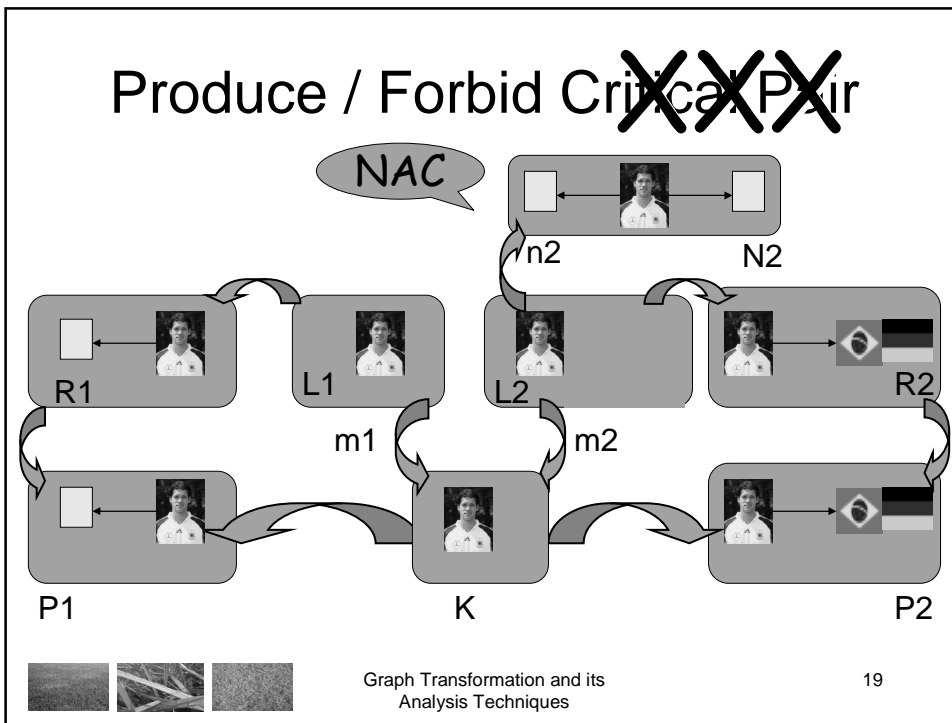 Produce / Forbid Critical Pair
NAC
n2
N2
R1
L1
L2
R2
m1
m2
P1
K
P2
Graph Transformation and its
Analysis Techniques
19